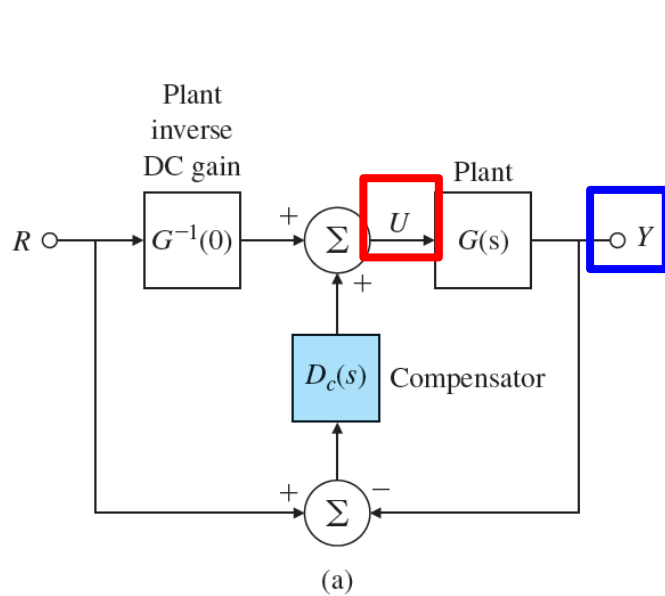 Plant
inverse
DC gain
Plant
R
G⁻¹(0)
+
Σ
U
G(s)
Y
+
D_c(s)
Compensator
+
Σ
−
(a)